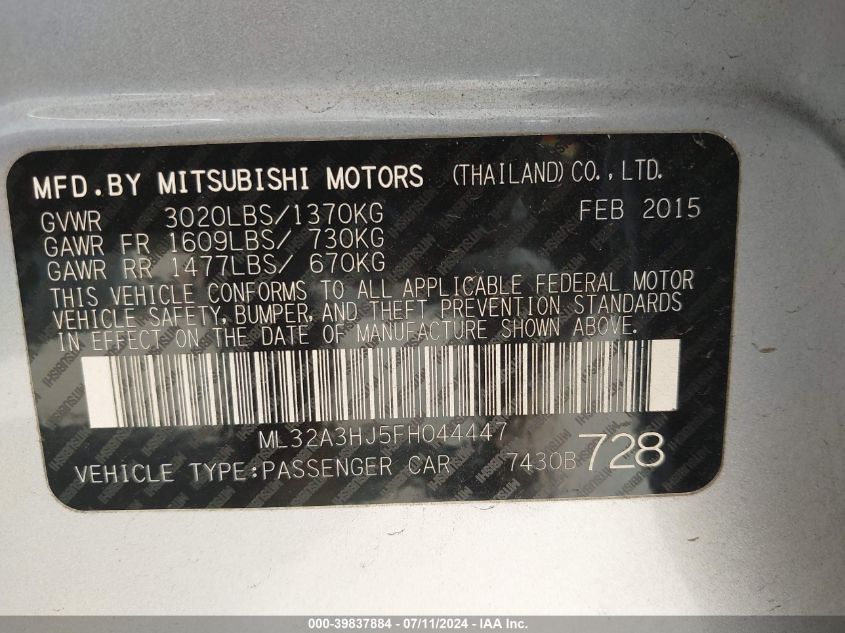 MFD.BY MITSUBISHI MOTORS (THAILAND) CO., LTD.
GVWR 3020LBS/1370KG FEB 2015
GAWR FR 1609LBS/ 730KG
GAWR RR 1477LBS/ 670KG
THIS VEHICLE CONFORMS TO ALL APPLICABLE FEDERAL MOTOR
VEHICLE SAFETY, BUMPER, AND THEFT PREVENTION STANDARDS
IN EFFECT ON THE DATE OF MANUFACTURE SHOWN ABOVE.
ML32A3HJ5FH044447
VEHICLE TYPE:PASSENGER CAR 7430B 728
000-39837884 - 07/11/2024 - IAA Inc.